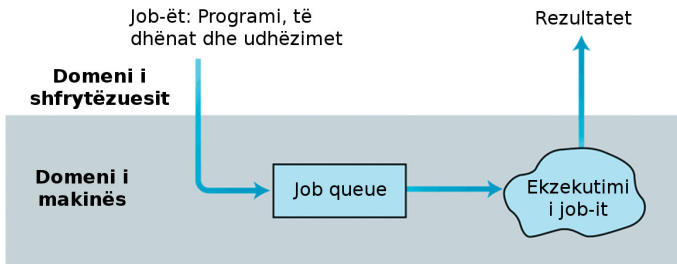 Job-ët: Programi, të
dhënat dhe udhëzimet
Rezultatet
Domeni i
shfrytëzuesit
Domeni i
makinës
Job queue
Ekzekutimi
i job-it